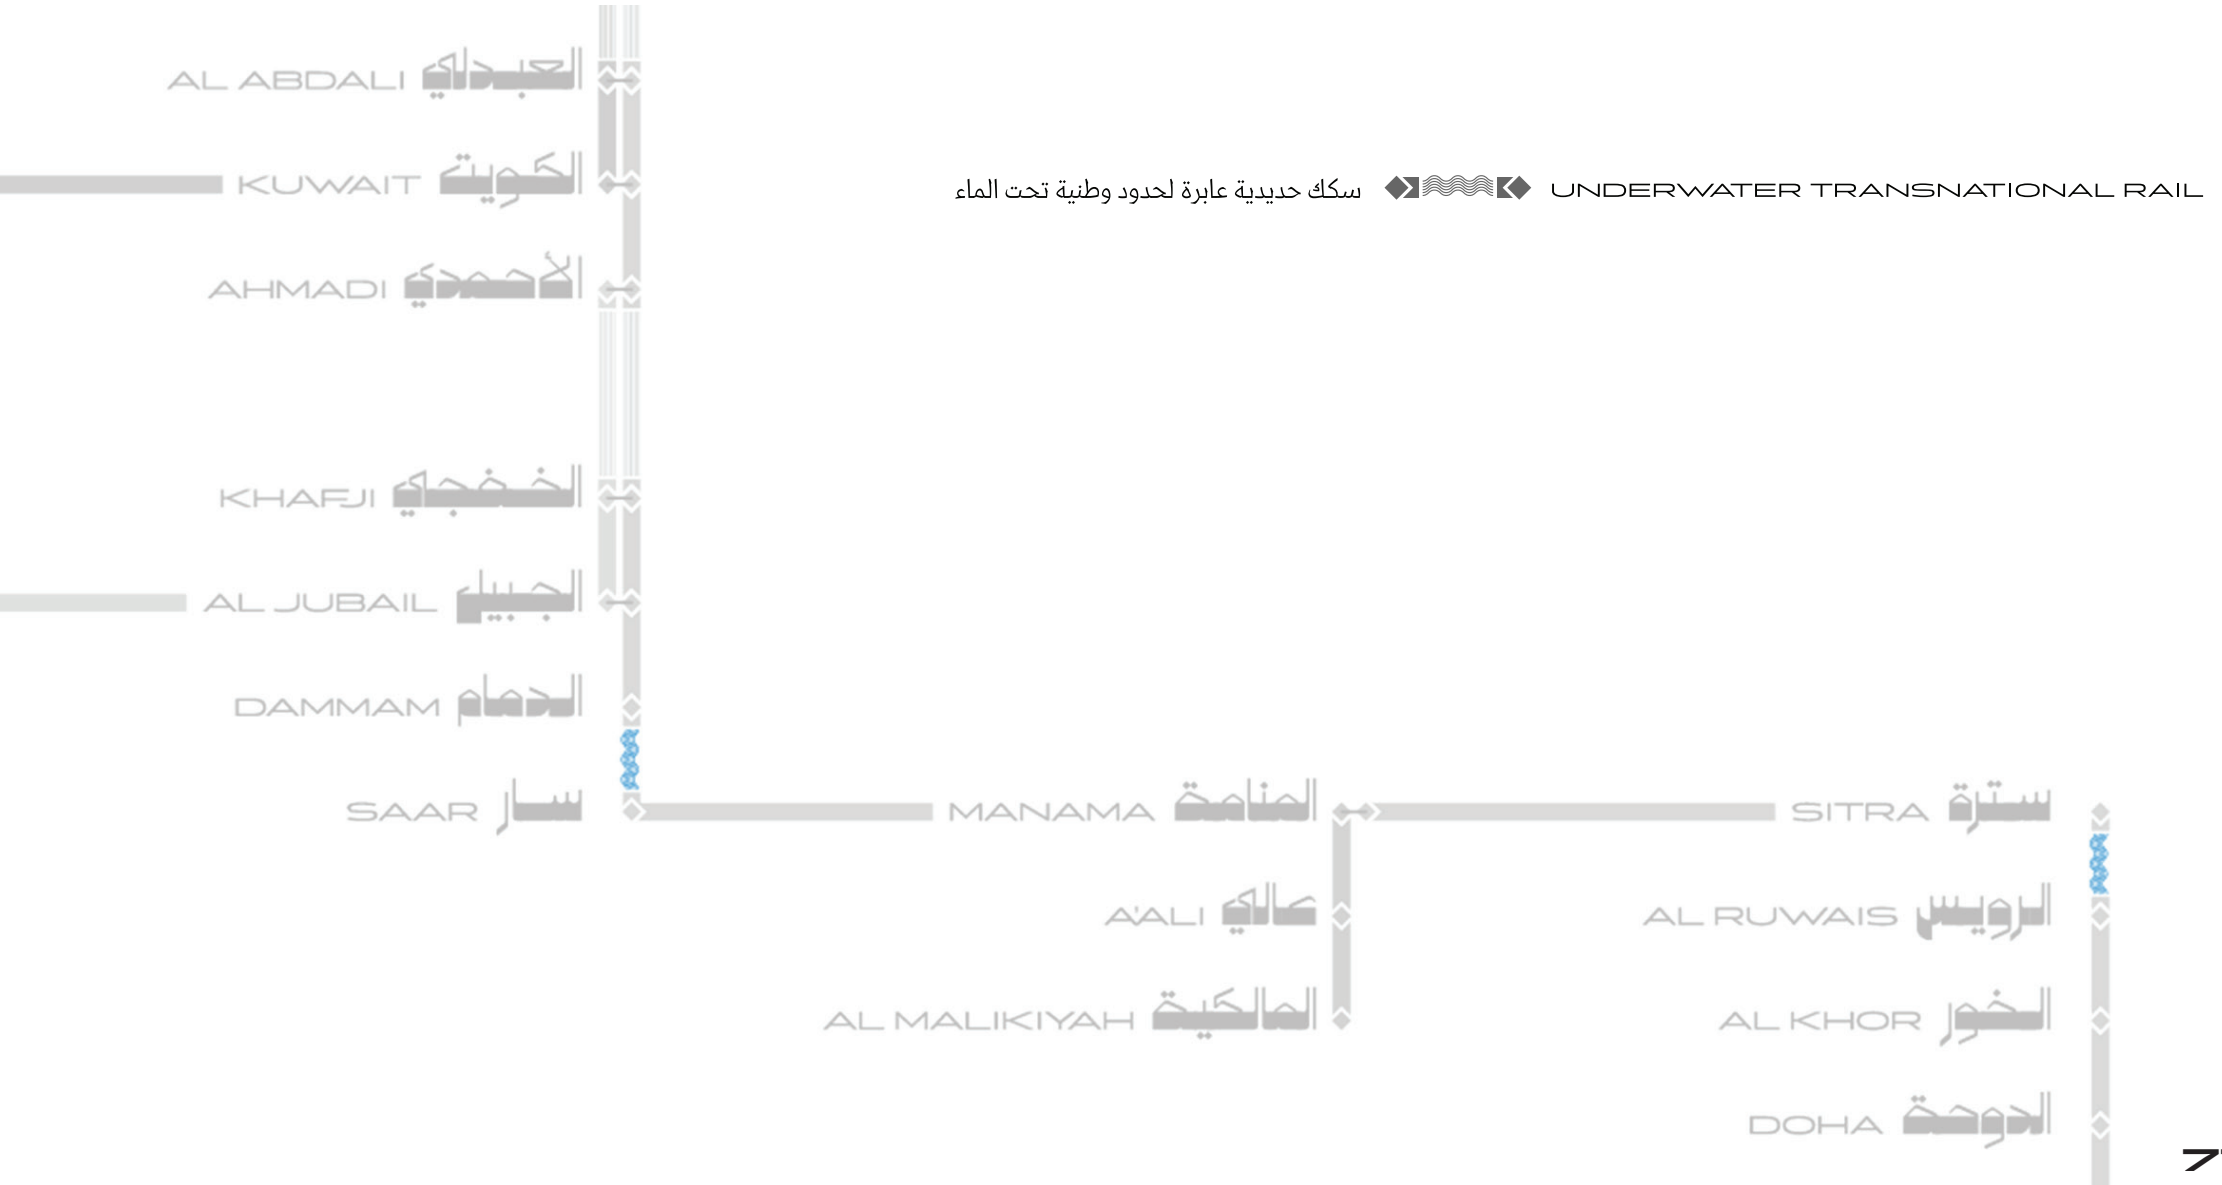 AL ABDALI العبدلي
KUWAIT الكويت
سكك حديدية عابرة لحدود وطنية تحت الماء UNDERWATER TRANSNATIONAL RAIL
AHMADI الأحمدي
KHAFJI الخفجي
AL JUBAIL الجبيل
DAMMAM الدمام
SAAR سار
MANAMA المنامة
SITRA سترة
A'ALI عالي
AL RUWAIS الرويس
AL MALIKIYAH المالكية
AL KHOR الخور
DOHA الدوحة